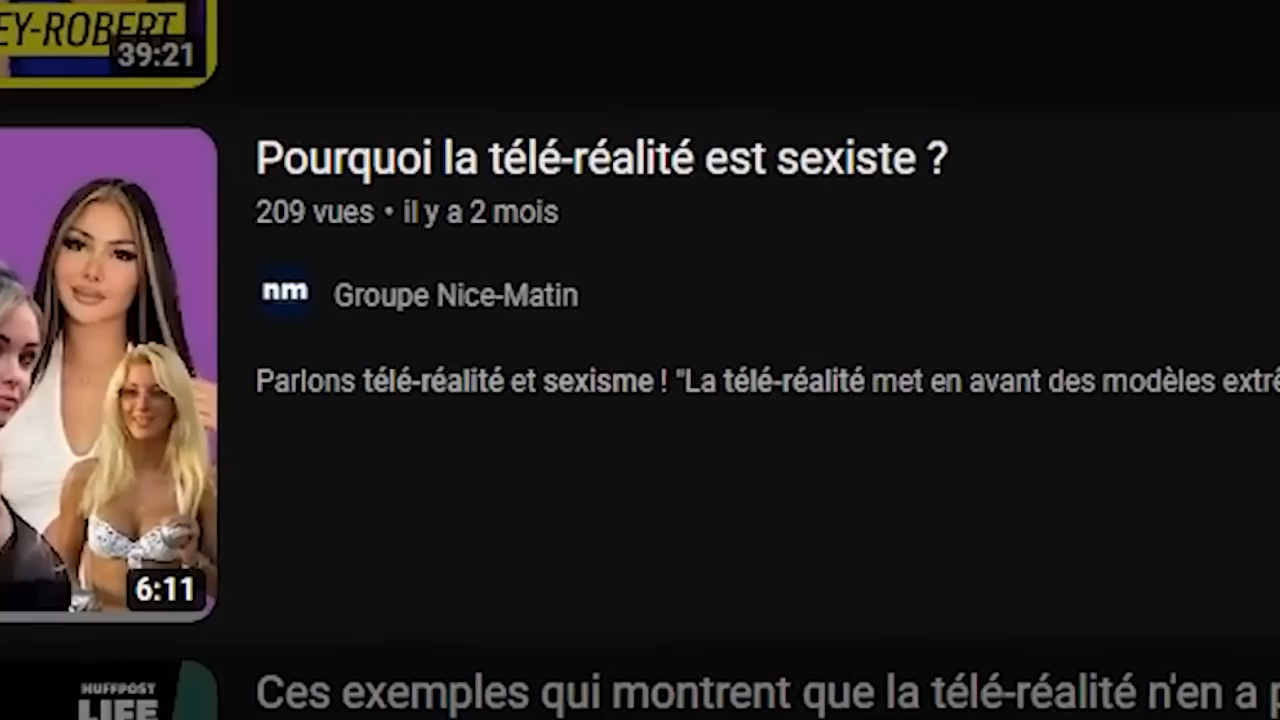 EY-ROBERT
39:21
Pourquoi la télé-réalité est sexiste ?
209 vues • il y a 2 mois
nm Groupe Nice-Matin
Parlons télé-réalité et sexisme ! "La télé-réalité met en avant des modèles extrê
6:11
HUFFPOST
LIFE
Ces exemples qui montrent que la télé-réalité n'en a p